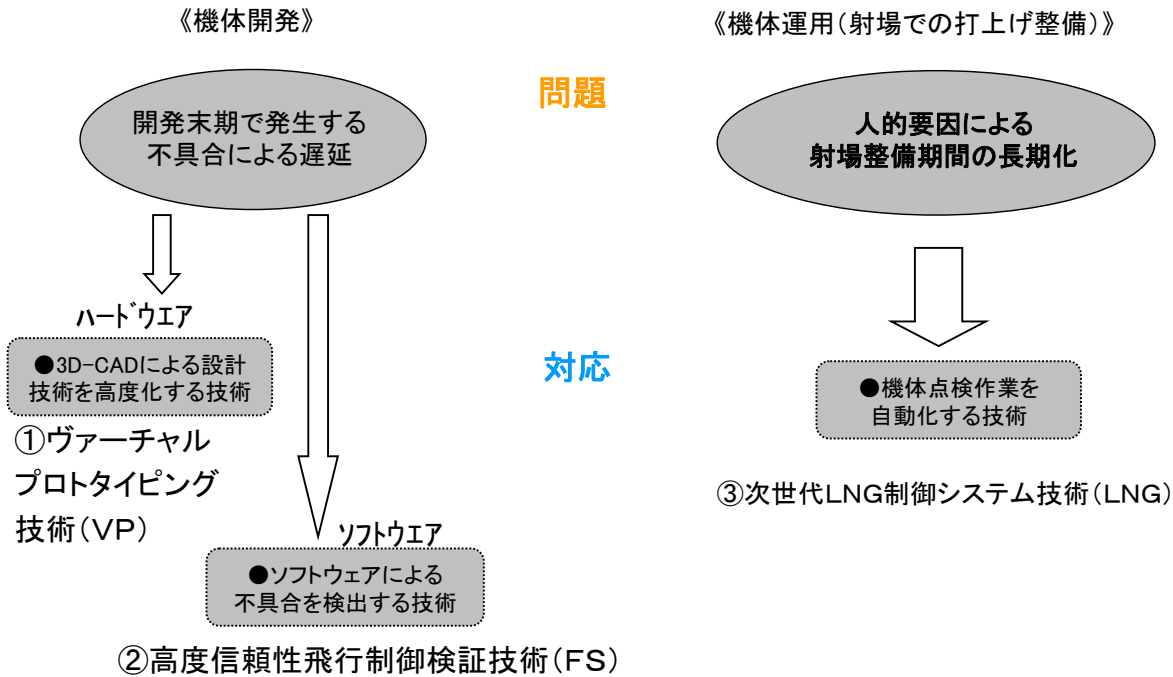 《機体開発》
《機体運用(射場での打上げ整備)》
問題
開発末期で発生する
不具合による遅延
人的要因による
射場整備期間の長期化
ハードウエア
●3D-CADによる設計
技術を高度化する技術
対応
●機体点検作業を
自動化する技術
①ヴァーチャル
プロトタイピング
技術(VP)
③次世代LNG制御システム技術(LNG)
ソフトウエア
●ソフトウェアによる
不具合を検出する技術
②高度信頼性飛行制御検証技術(FS)